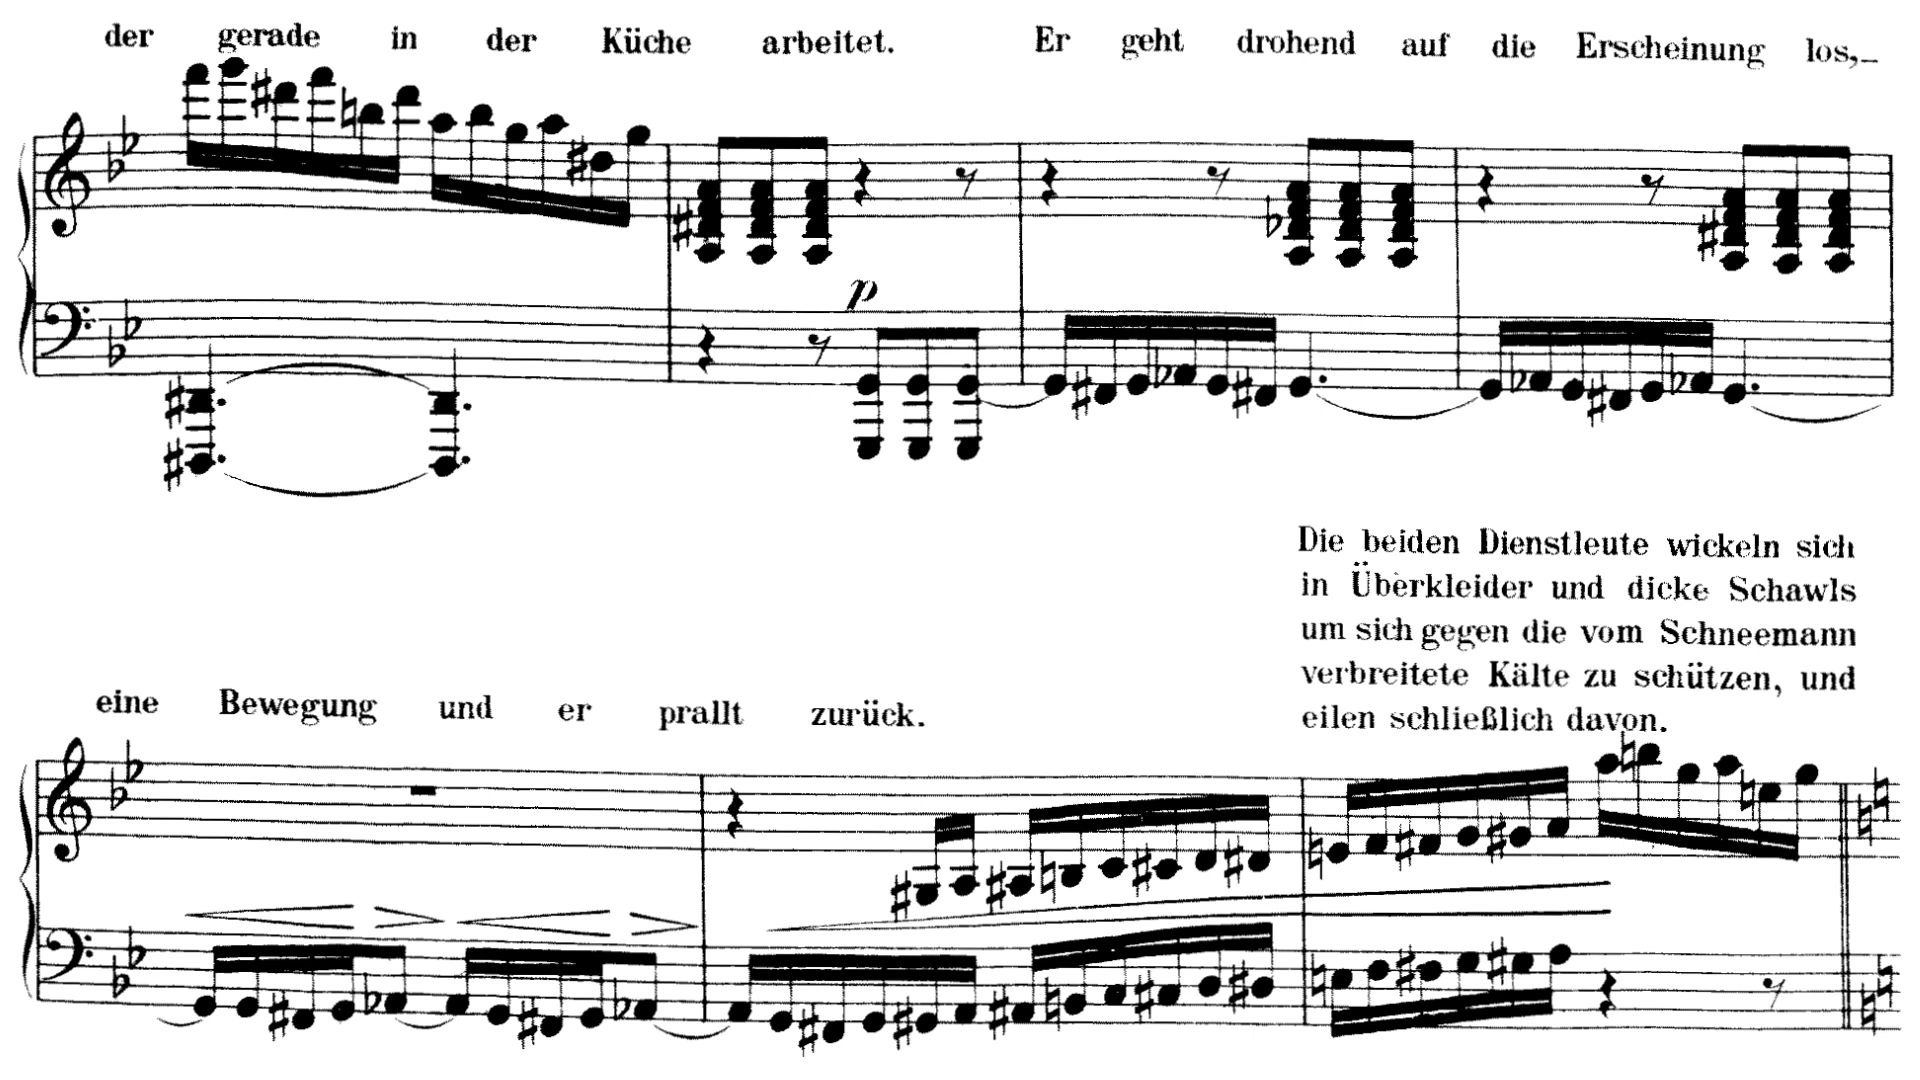 der gerade in der Küche arbeitet. Er geht drohend auf die Erscheinung los,–
p
Die beiden Dienstleute wickeln sich
in Überkleider und dicke Schawls
um sich gegen die vom Schneemann
verbreitete Kälte zu schützen, und
eilen schließlich davon.
eine Bewegung und er prallt zurück.